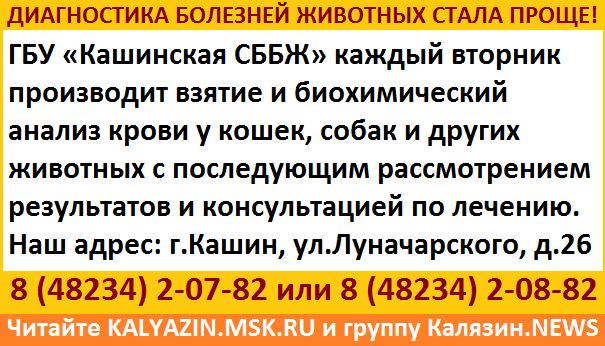 ДИАГНОСТИКА БОЛЕЗНЕЙ ЖИВОТНЫХ СТАЛА ПРОЩЕ!
ГБУ «Кашинская СББЖ» каждый вторник
производит взятие и биохимический
анализ крови у кошек, собак и других
животных с последующим рассмотрением
результатов и консультацией по лечению.
Наш адрес: г.Кашин, ул.Луначарского, д.26
8 (48234) 2-07-82 или 8 (48234) 2-08-82
Читайте KALYAZIN.MSK.RU и группу Калязин.NEWS